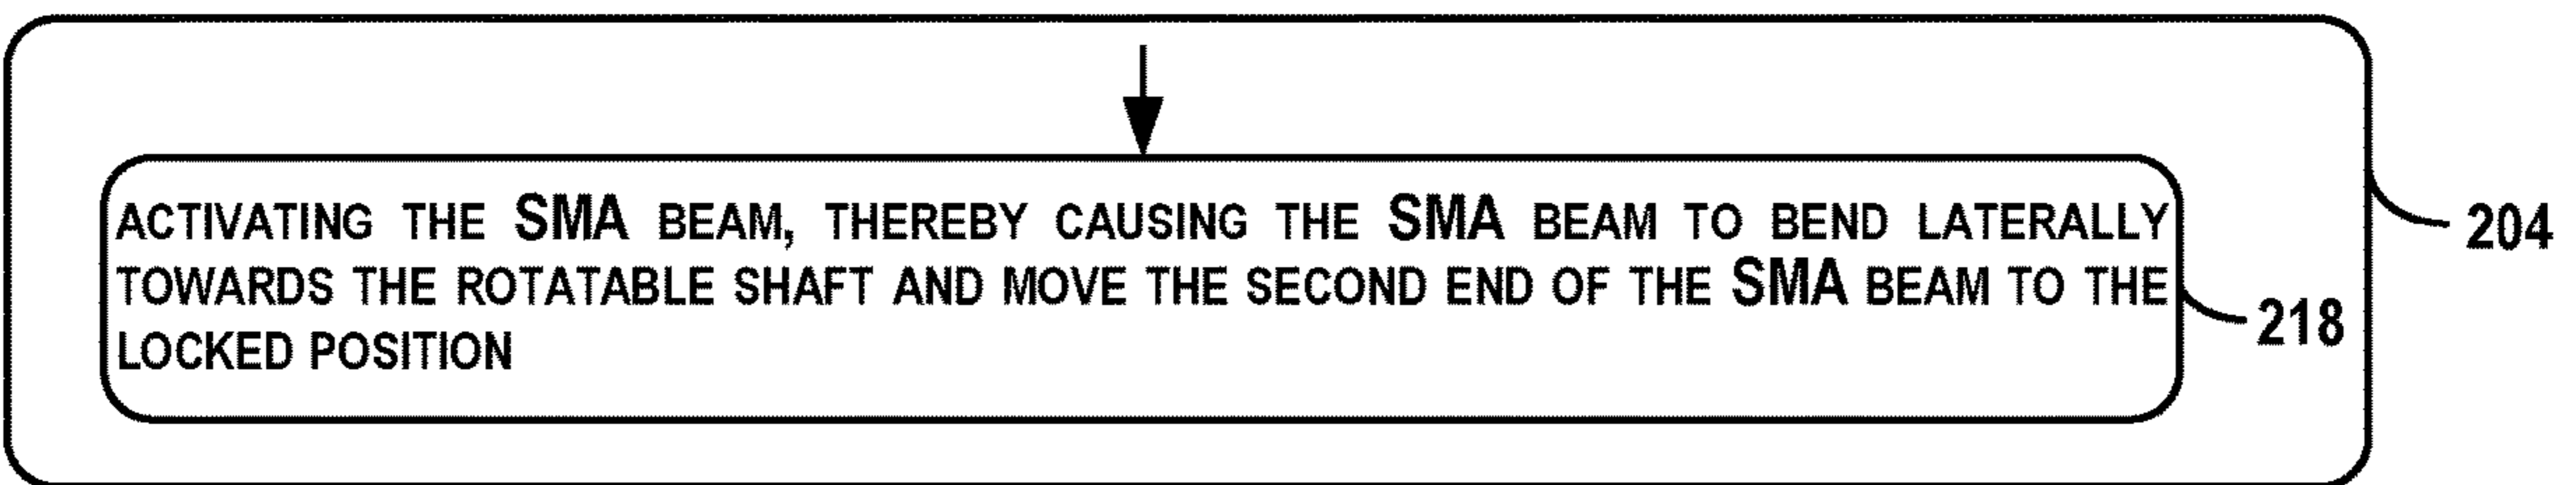 ACTIVATING THE SMA BEAM, THEREBY CAUSING THE SMA BEAM TO BEND LATERALLY
TOWARDS THE ROTATABLE SHAFT AND MOVE THE SECOND END OF THE SMA BEAM TO THE
LOCKED POSITION
204
218